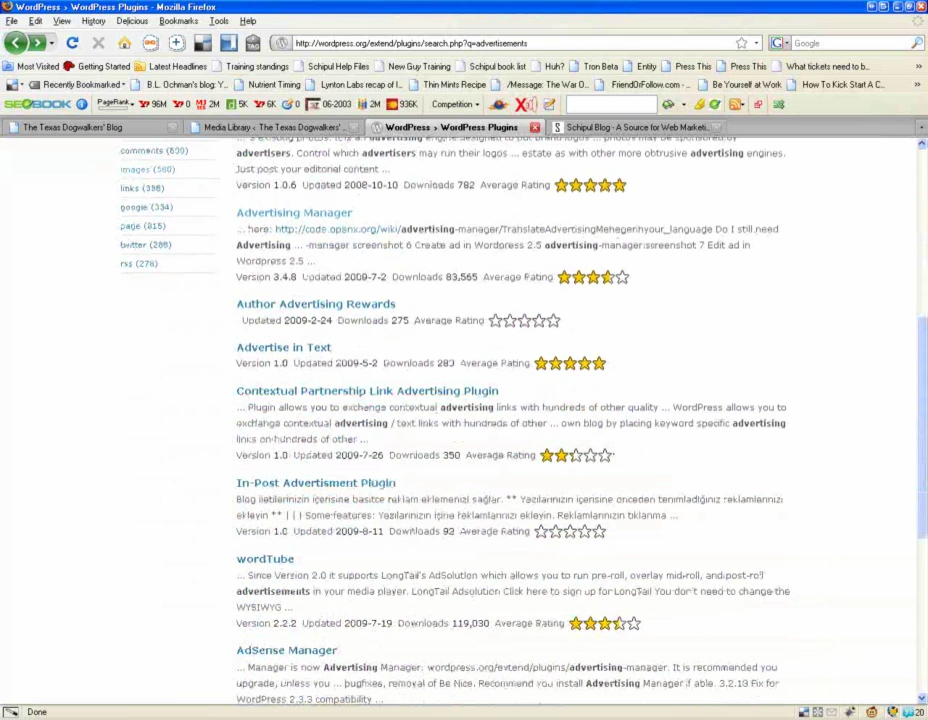 WordPress › WordPress Plugins - Mozilla Firefox
File Edit View History Delicious Bookmarks Tools Help
http://wordpress.org/extend/plugins/search.php?q=advertisements Google
Most Visited Getting Started Latest Headlines Training standings Schipul Help Files New Guy Training Schipul book list Huh? Tron Beta Entity Press This Press This What tickets need to b...
Recently Bookmarked B.L. Ochman's blog: Y... Nutrient Timing Lynton Labs recap of l... Thin Mints Recipe /Message: The War O... FriendOrFollow.com - ... Be Yourself at Work How To Kick Start A C...
SEOBOOK PageRank 96M 0 2M 5K 6K 0 06-2003 2M 936K Competition
The Texas Dogwalkers' Blog Media Library ‹ The Texas Dogwalkers' ... WordPress › WordPress Plugins Schipul Blog - A Source for Web Marketi...
comments (600)
images (560)
links (398)
google (334)
page (315)
twitter (288)
rss (278)
advertisers. Control which advertisers may run their logos ... estate as with other more obtrusive advertising engines.
Just post your editorial content ...
Version 1.0.6 Updated 2008-10-10 Downloads 782 Average Rating
Advertising Manager
... here: http://code.openx.org/wiki/advertising-manager/ Do I still need
Advertising ... -manager screenshot 6 Create ad in Wordpress 2.5 advertising-manager screenshot 7 Edit ad in
Wordpress 2.5 ...
Version 3.4.8 Updated 2009-7-2 Downloads 83,565 Average Rating
Author Advertising Rewards
Updated 2009-2-24 Downloads 275 Average Rating
Advertise in Text
Version 1.0 Updated 2009-5-2 Downloads 283 Average Rating
Contextual Partnership Link Advertising Plugin
... Plugin allows you to exchange contextual advertising links with hundreds of other quality ... WordPress allows you to
exchange contextual advertising / text links with hundreds of other ... own blog by placing keyword specific advertising
links on hundreds of other ...
Version 1.0 Updated 2009-7-26 Downloads 350 Average Rating
In-Post Advertisment Plugin
Blog iletilerinizin içerisine basitce reklam eklemenizi sağlar. ** Yazılarınızın içerisine önceden tanımladığınız reklamlarınızı
ekleyin ** | | | Some features: Yazılarınızın içine reklamlarınızı ekleyin. Reklamlarınızın tıklanma ...
Version 1.0 Updated 2009-8-11 Downloads 92 Average Rating
wordTube
... Since Version 2.0 it supports LongTail's AdSolution which allows you to run pre-roll, overlay mid-roll, and post-roll
advertisements in your media player. LongTail Adsolution Click here to sign up for LongTail You don't need to change the
WYSIWYG ...
Version 2.2.2 Updated 2009-7-19 Downloads 119,030 Average Rating
AdSense Manager
... Manager is now Advertising Manager: wordpress.org/extend/plugins/advertising-manager. It is recommended you
upgrade, unless you ... bugfixes, removal of Be Nice. Recommend you install Advertising Manager if able. 3.2.13 Fix for
WordPress 2.3.3 compatibility ...
Done 20